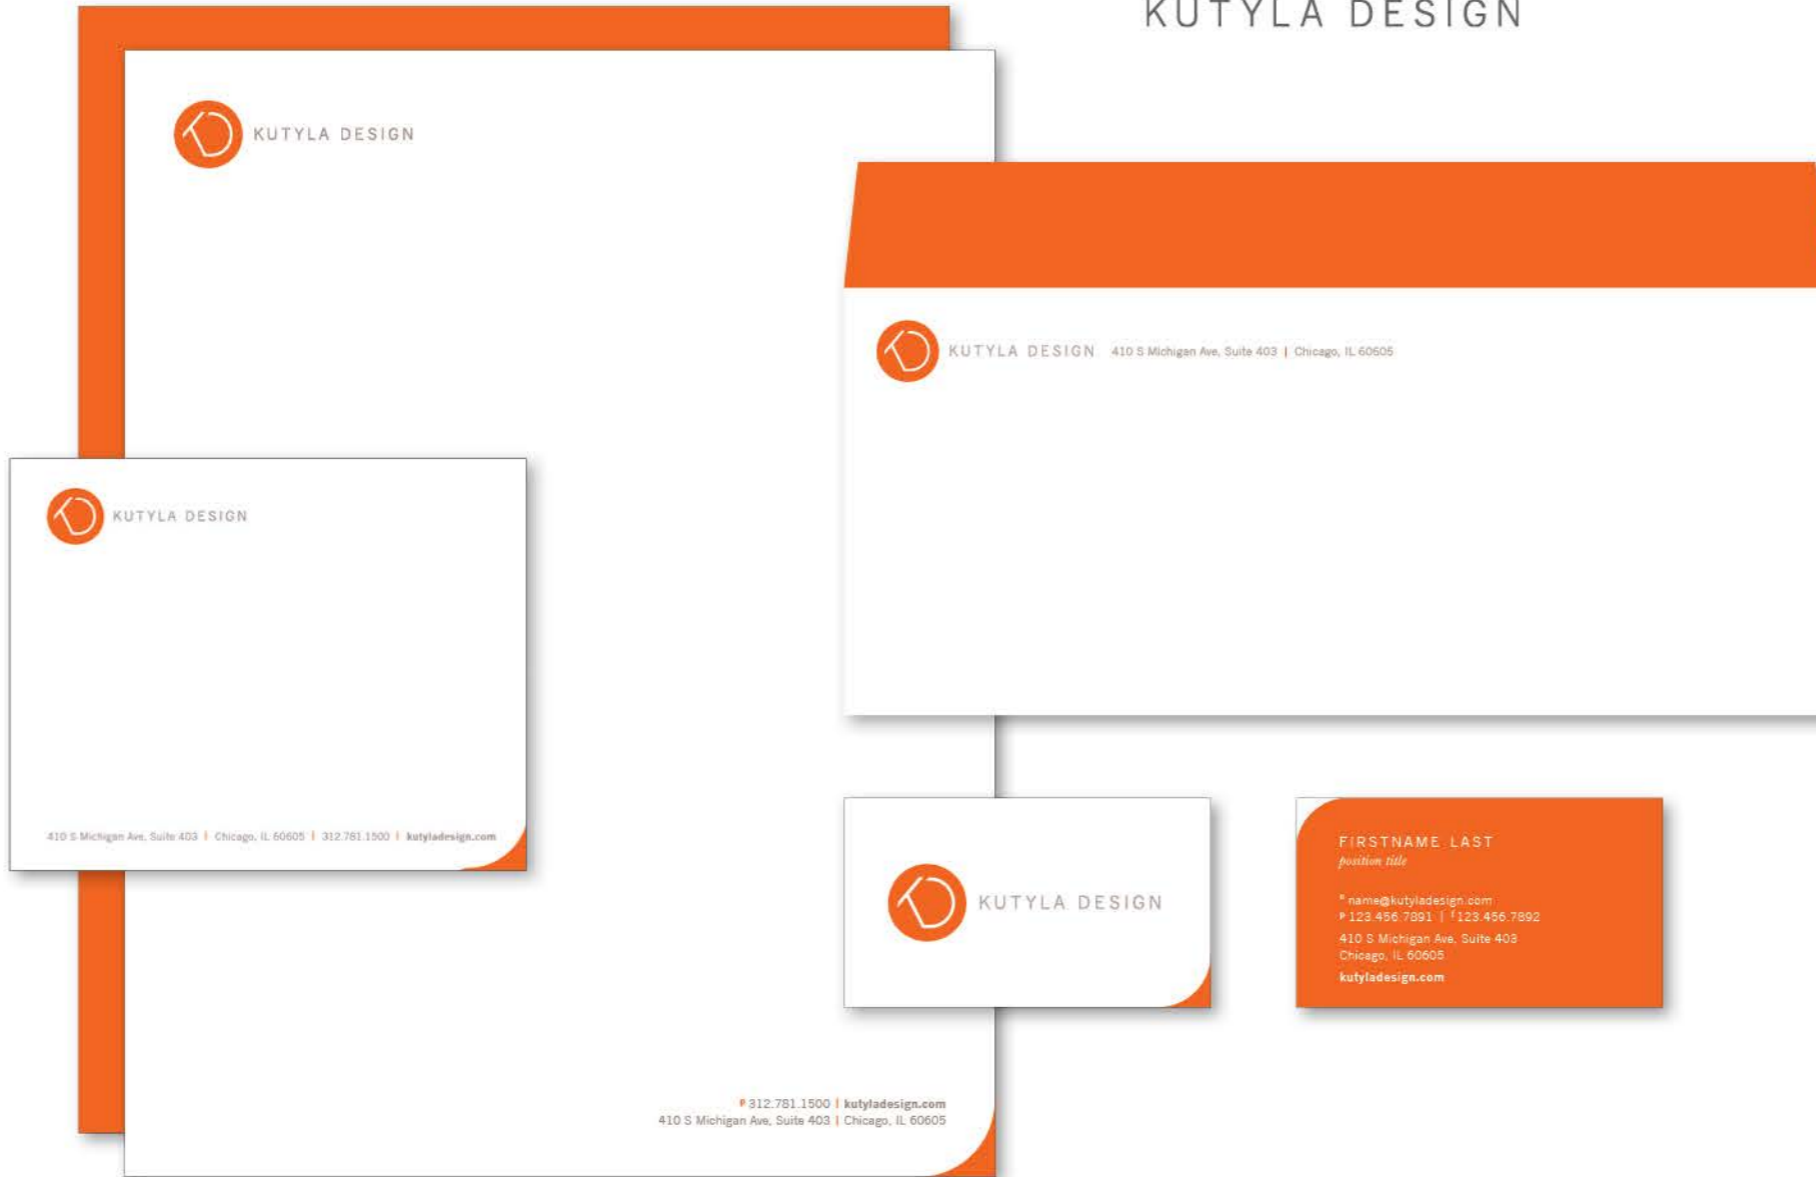 KUTYLA DESIGN
KUTYLA DESIGN
KUTYLA DESIGN 410 S Michigan Ave, Suite 403 | Chicago, IL 60605
KUTYLA DESIGN
410 S Michigan Ave, Suite 403 | Chicago, IL 60605 | 312.781.1500 | kutyladesign.com
KUTYLA DESIGN
FIRSTNAME LAST
position title
e name@kutyladesign.com
P 123.456.7891 | f 123.456.7892
410 S Michigan Ave, Suite 403
Chicago, IL 60605
kutyladesign.com
P 312.781.1500 | kutyladesign.com
410 S Michigan Ave, Suite 403 | Chicago, IL 60605